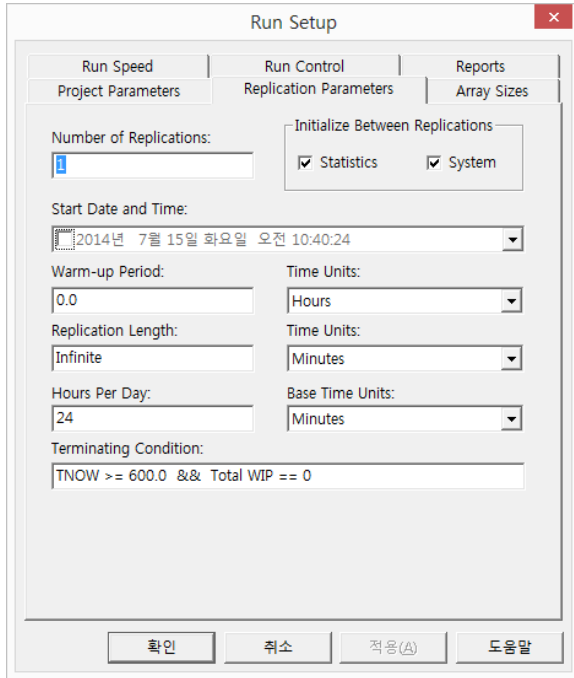 Run Setup
Run Speed Run Control Reports
Project Parameters Replication Parameters Array Sizes
Number of Replications:
Initialize Between Replications
1
Statistics System
Start Date and Time:
2014년 7월 15일 화요일 오전 10:40:24
Warm-up Period: Time Units:
0.0 Hours
Replication Length: Time Units:
Infinite Minutes
Hours Per Day: Base Time Units:
24 Minutes
Terminating Condition:
TNOW >= 600.0 && Total WIP == 0
확인 취소 적용(A) 도움말